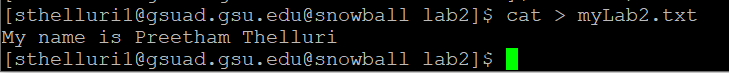 [sthelluri1@gsuad.gsu.edu@snowball lab2]$ cat > myLab2.txt
My name is Preetham Thelluri
[sthelluri1@gsuad.gsu.edu@snowball lab2]$